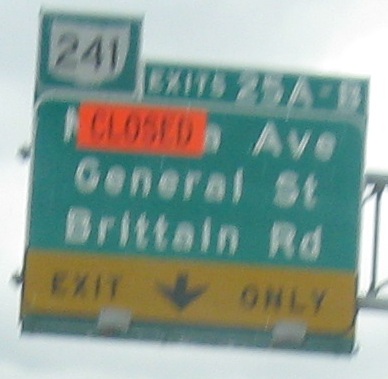 241
EXITS 25A-B
CLOSED Ave
General St
Brittain Rd
EXIT ONLY